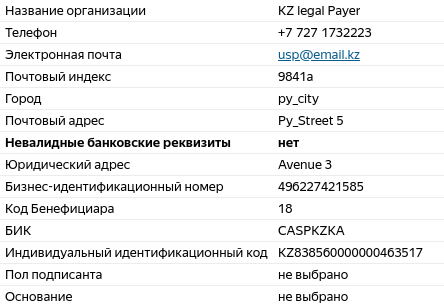 Название организации KZ legal Payer
Телефон +7 727 1732223
Электронная почта usp@email.kz
Почтовый индекс 9841a
Город py_city
Почтовый адрес Py_Street 5
Невалидные банковские реквизиты нет
Юридический адрес Avenue 3
Бизнес-идентификационный номер 496227421585
Код Бенефициара 18
БИК CASPKZKA
Индивидуальный идентификационный код KZ838560000000463517
Пол подписанта не выбрано
Основание не выбрано